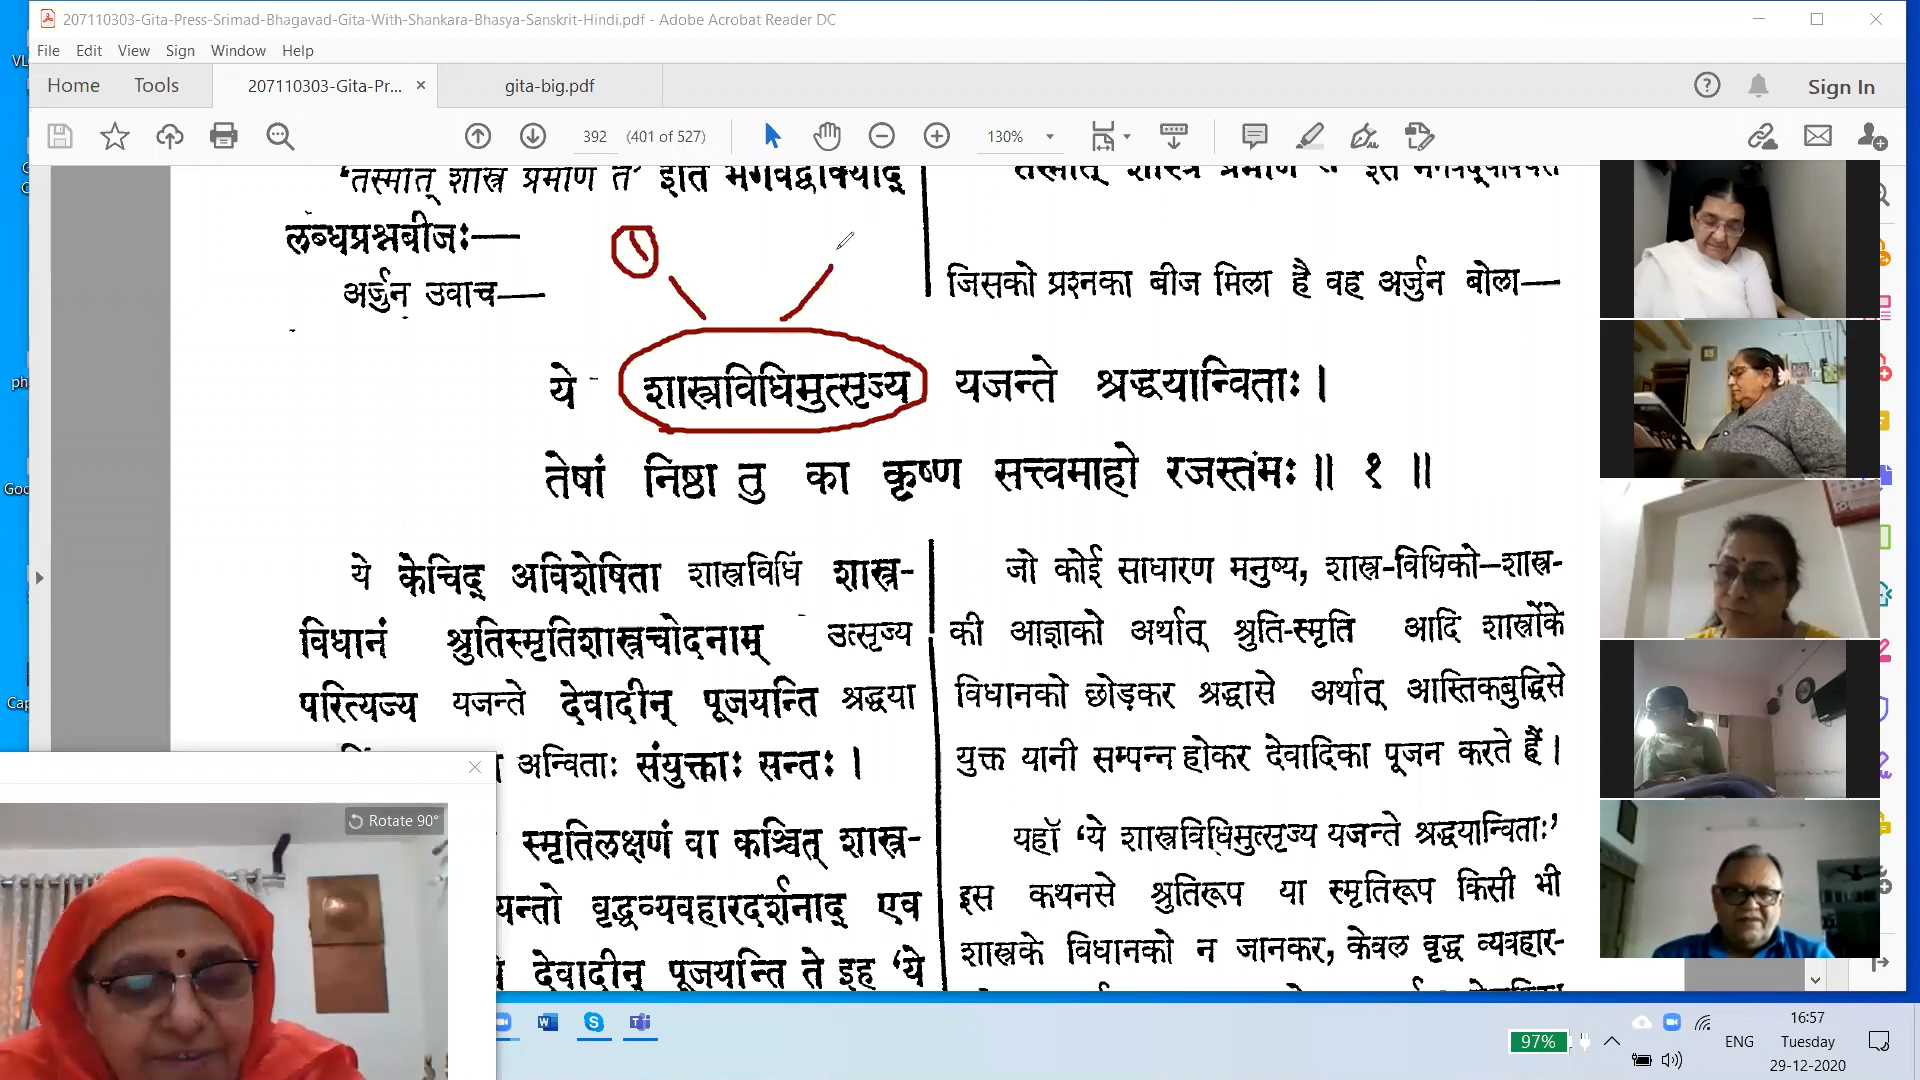 207110303-Gita-Press-Srimad-Bhagavad-Gita-With-Shankara-Bhasya-Sanskrit-Hindi.pdf - Adobe Acrobat Reader DC
File Edit View Sign Window Help
Home Tools 207110303-Gita-Pr... × gita-big.pdf Sign In
392 (401 of 527) 130%
'तस्मात् शास्त्रं प्रमाणं ते' इति भगवद्वाक्याद्
लब्धप्रश्नबीजः—
अर्जुन उवाच—
जिसको प्रश्नका बीज मिला है वह अर्जुन बोला—
ये शास्त्रविधिमुत्सृज्य यजन्ते श्रद्धयान्विताः।
तेषां निष्ठा तु का कृष्ण सत्त्वमाहो रजस्तमः॥ १ ॥
ये केचिद् अविशेषिता शास्त्रविधिं शास्त्र-
विधानं श्रुतिस्मृतिशास्त्रचोदनाम् उत्सृज्य
परित्यज्य यजन्ते देवादीन् पूजयन्ति श्रद्धया
अन्विताः संयुक्ताः सन्तः।
स्मृतिलक्षणं वा कञ्चित् शास्त्र-
वृद्धव्यवहारदर्शनाद् एव
देवादीन् पूजयन्ति ते इह 'ये
जो कोई साधारण मनुष्य, शास्त्र-विधिको—शास्त्र-
की आज्ञाको अर्थात् श्रुति-स्मृति आदि शास्त्रोंके
विधानको छोड़कर श्रद्धासे अर्थात् आस्तिकबुद्धिसे
युक्त यानी सम्पन्न होकर देवादिका पूजन करते हैं।
यहाँ 'ये शास्त्रविधिमुत्सृज्य यजन्ते श्रद्धयान्विताः'
इस कथनसे श्रुतिरूप या स्मृतिरूप किसी भी
शास्त्रके विधानको न जानकर, केवल वृद्ध व्यवहार-
Rotate 90°
97%
ENG
16:57
Tuesday
29-12-2020